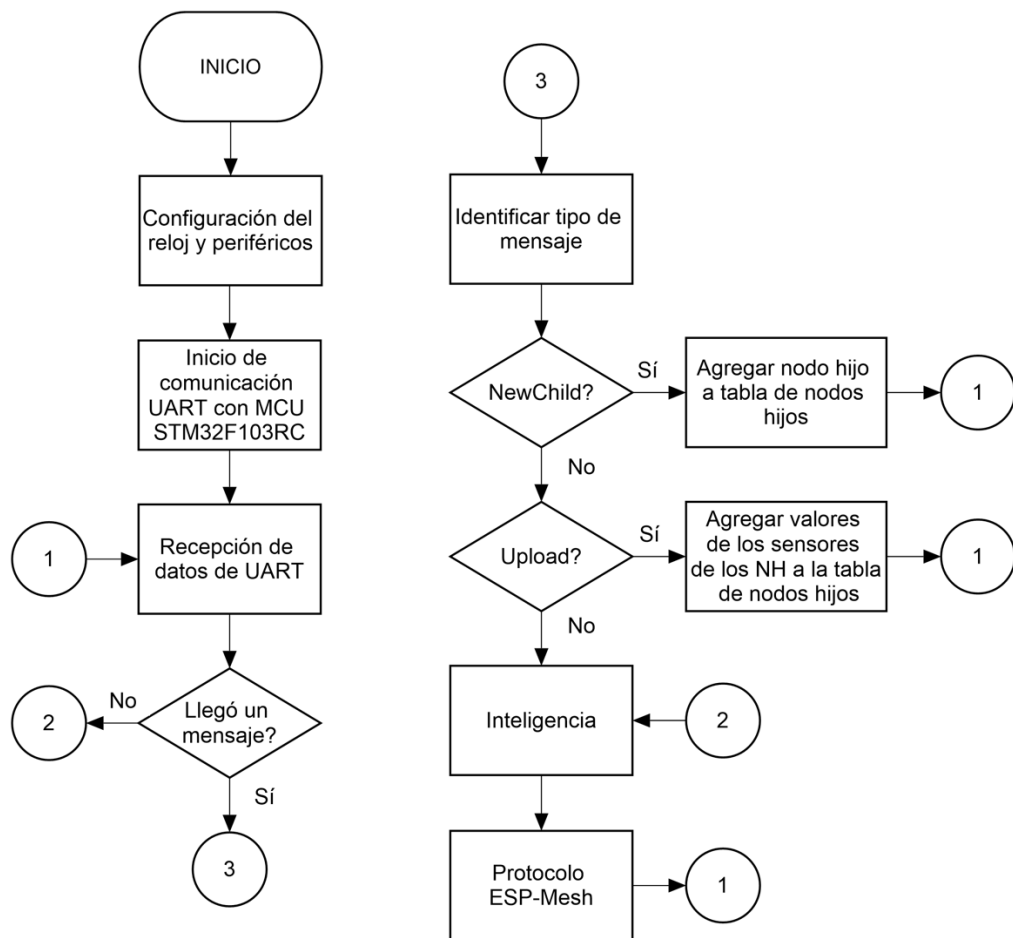 INICIO
Configuración del
reloj y periféricos
Inicio de
comunicación
UART con MCU
STM32F103RC
1
Recepción de
datos de UART
Llegó un
mensaje?
No
2
Sí
3
3
Identificar tipo de
mensaje
NewChild?
Sí
Agregar nodo hijo
a tabla de nodos
hijos
1
No
Upload?
Sí
Agregar valores
de los sensores
de los NH a la tabla
de nodos hijos
1
No
Inteligencia
2
Protocolo
ESP-Mesh
1